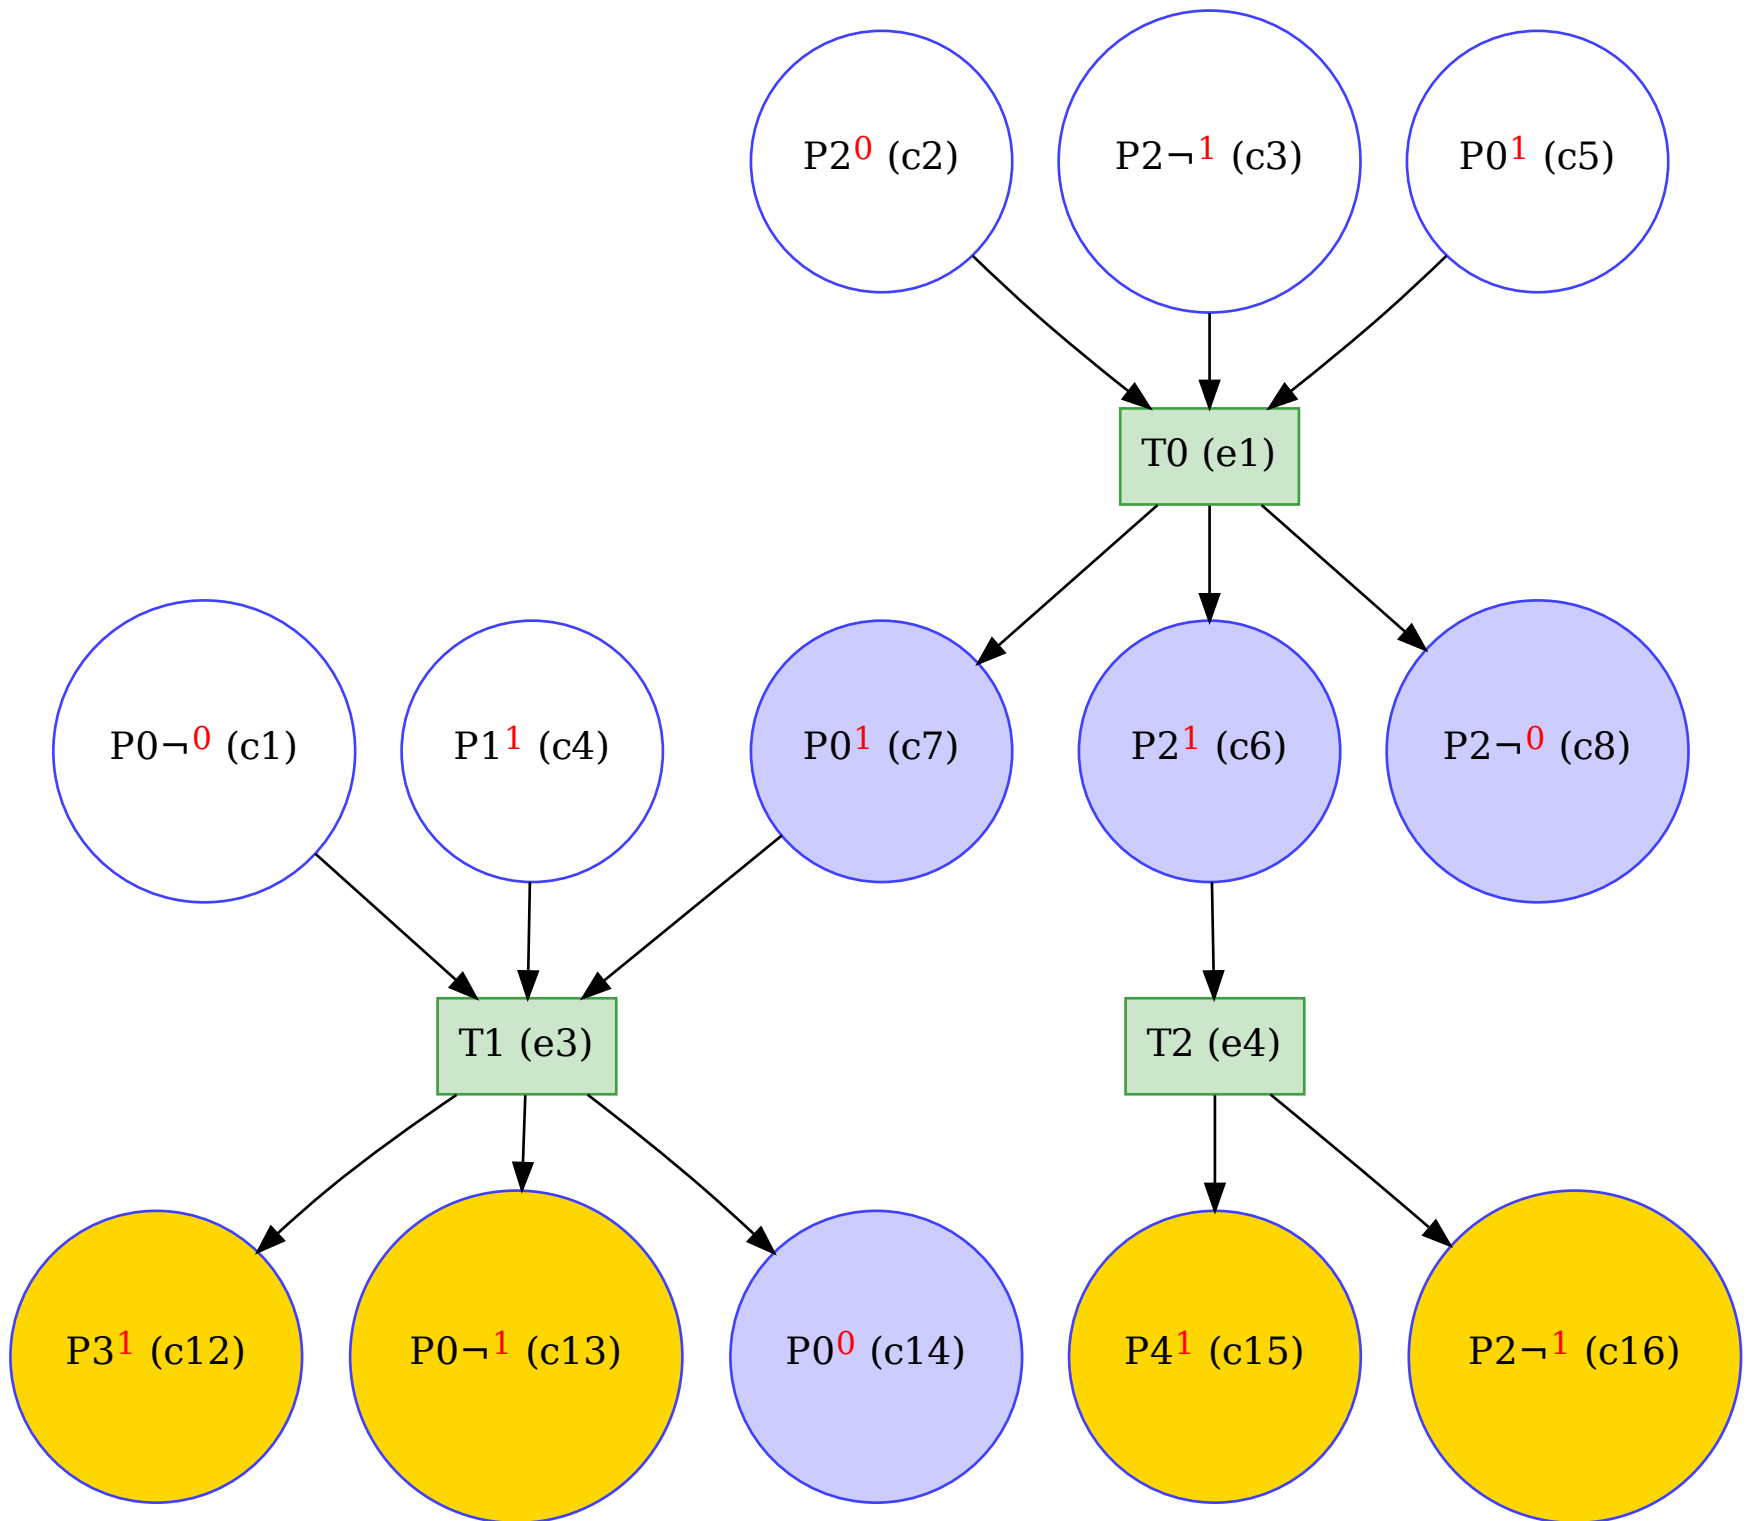 P2⁰ (c2)
P2¬¹ (c3)
P0¹ (c5)
T0 (e1)
P0¬⁰ (c1)
P1¹ (c4)
P0¹ (c7)
P2¹ (c6)
P2¬⁰ (c8)
T1 (e3)
T2 (e4)
P3¹ (c12)
P0¬¹ (c13)
P0⁰ (c14)
P4¹ (c15)
P2¬¹ (c16)